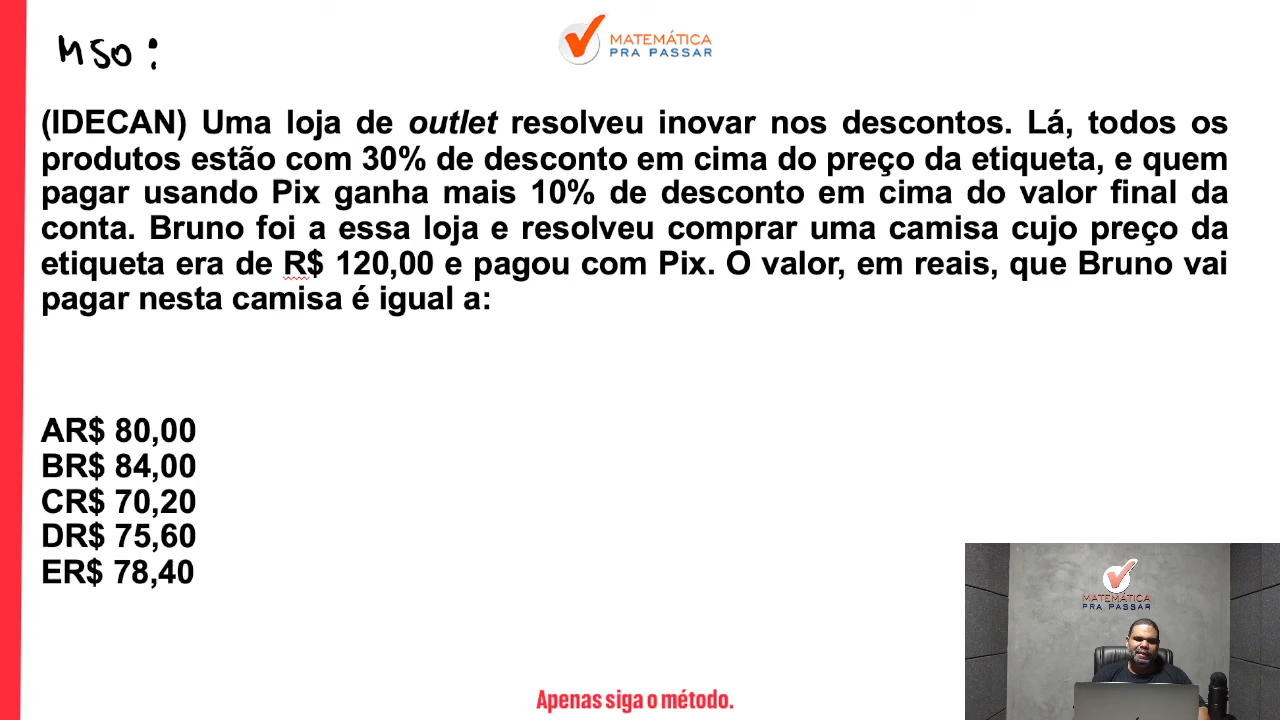 M50:
MATEMÁTICA
PRA PASSAR
(IDECAN) Uma loja de outlet resolveu inovar nos descontos. Lá, todos os
produtos estão com 30% de desconto em cima do preço da etiqueta, e quem
pagar usando Pix ganha mais 10% de desconto em cima do valor final da
conta. Bruno foi a essa loja e resolveu comprar uma camisa cujo preço da
etiqueta era de R$ 120,00 e pagou com Pix. O valor, em reais, que Bruno vai
pagar nesta camisa é igual a:
AR$ 80,00
BR$ 84,00
CR$ 70,20
DR$ 75,60
ER$ 78,40
MATEMÁTICA
PRA PASSAR
Apenas siga o método.